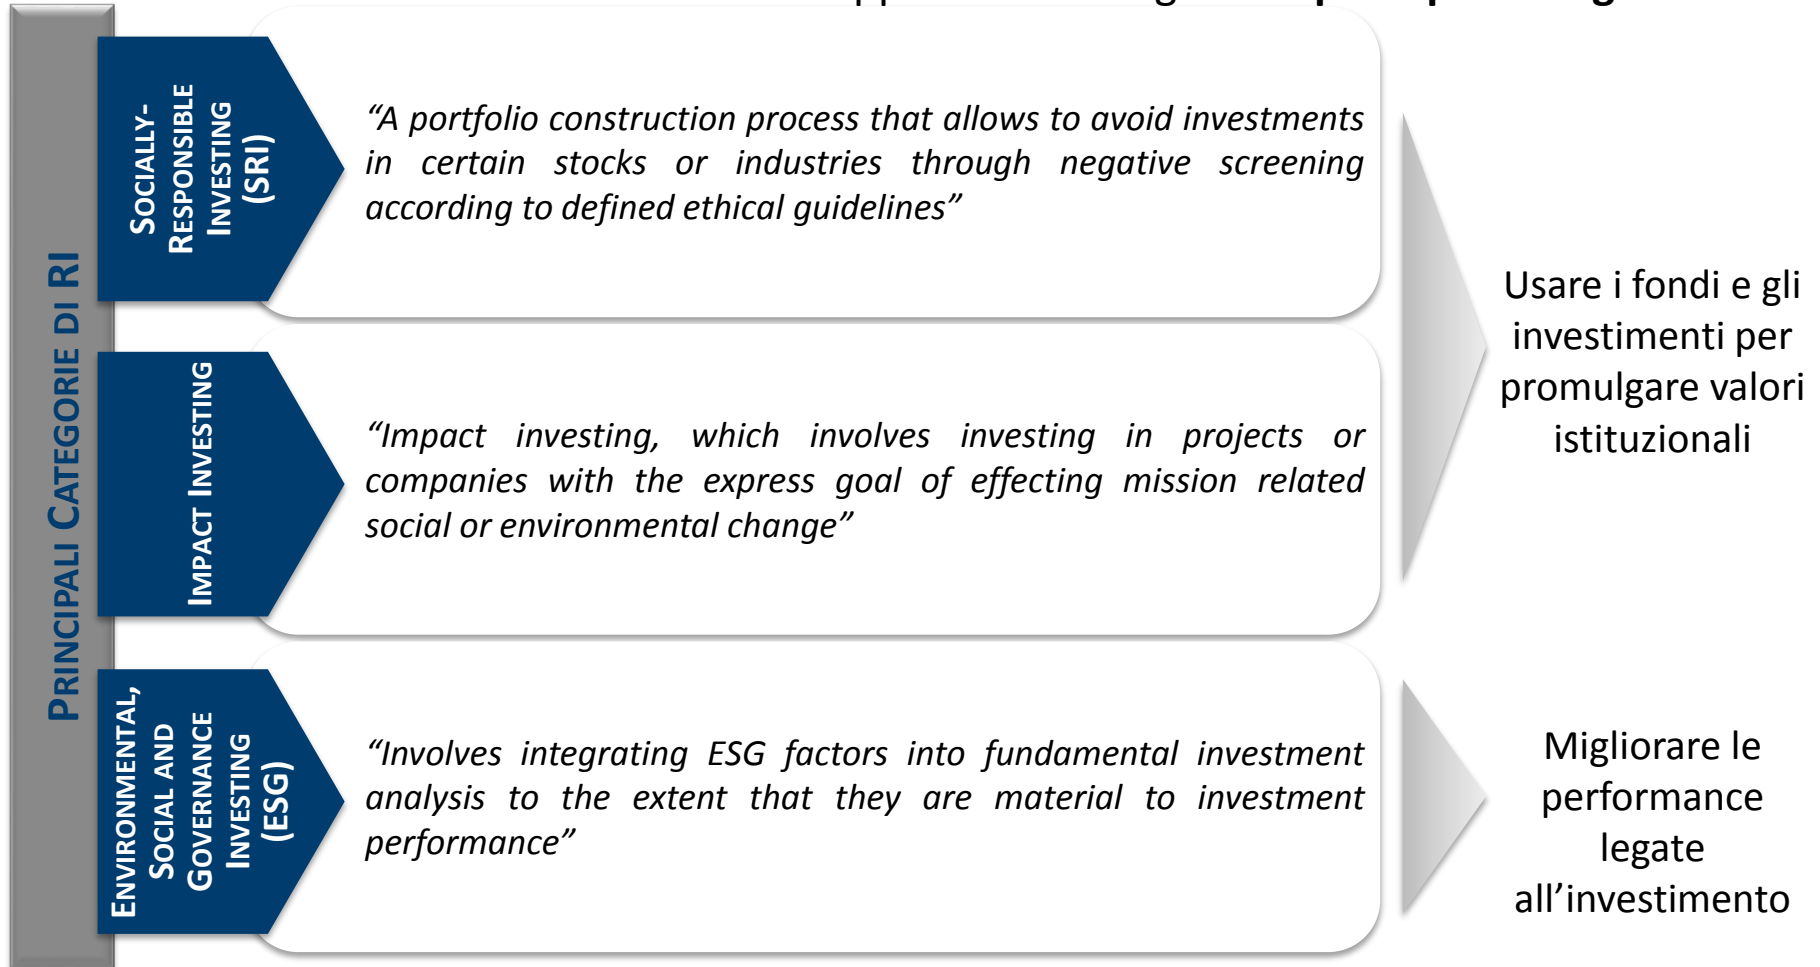 PRINCIPALI CATEGORIE DI RI
SOCIALLY-
RESPONSIBLE
INVESTING
(SRI)
“A portfolio construction process that allows to avoid investments
in certain stocks or industries through negative screening
according to defined ethical guidelines”
IMPACT INVESTING
“Impact investing, which involves investing in projects or
companies with the express goal of effecting mission related
social or environmental change”
Usare i fondi e gli
investimenti per
promulgare valori
istituzionali
ENVIRONMENTAL,
SOCIAL AND
GOVERNANCE
INVESTING
(ESG)
“Involves integrating ESG factors into fundamental investment
analysis to the extent that they are material to investment
performance”
Migliorare le
performance
legate
all’investimento